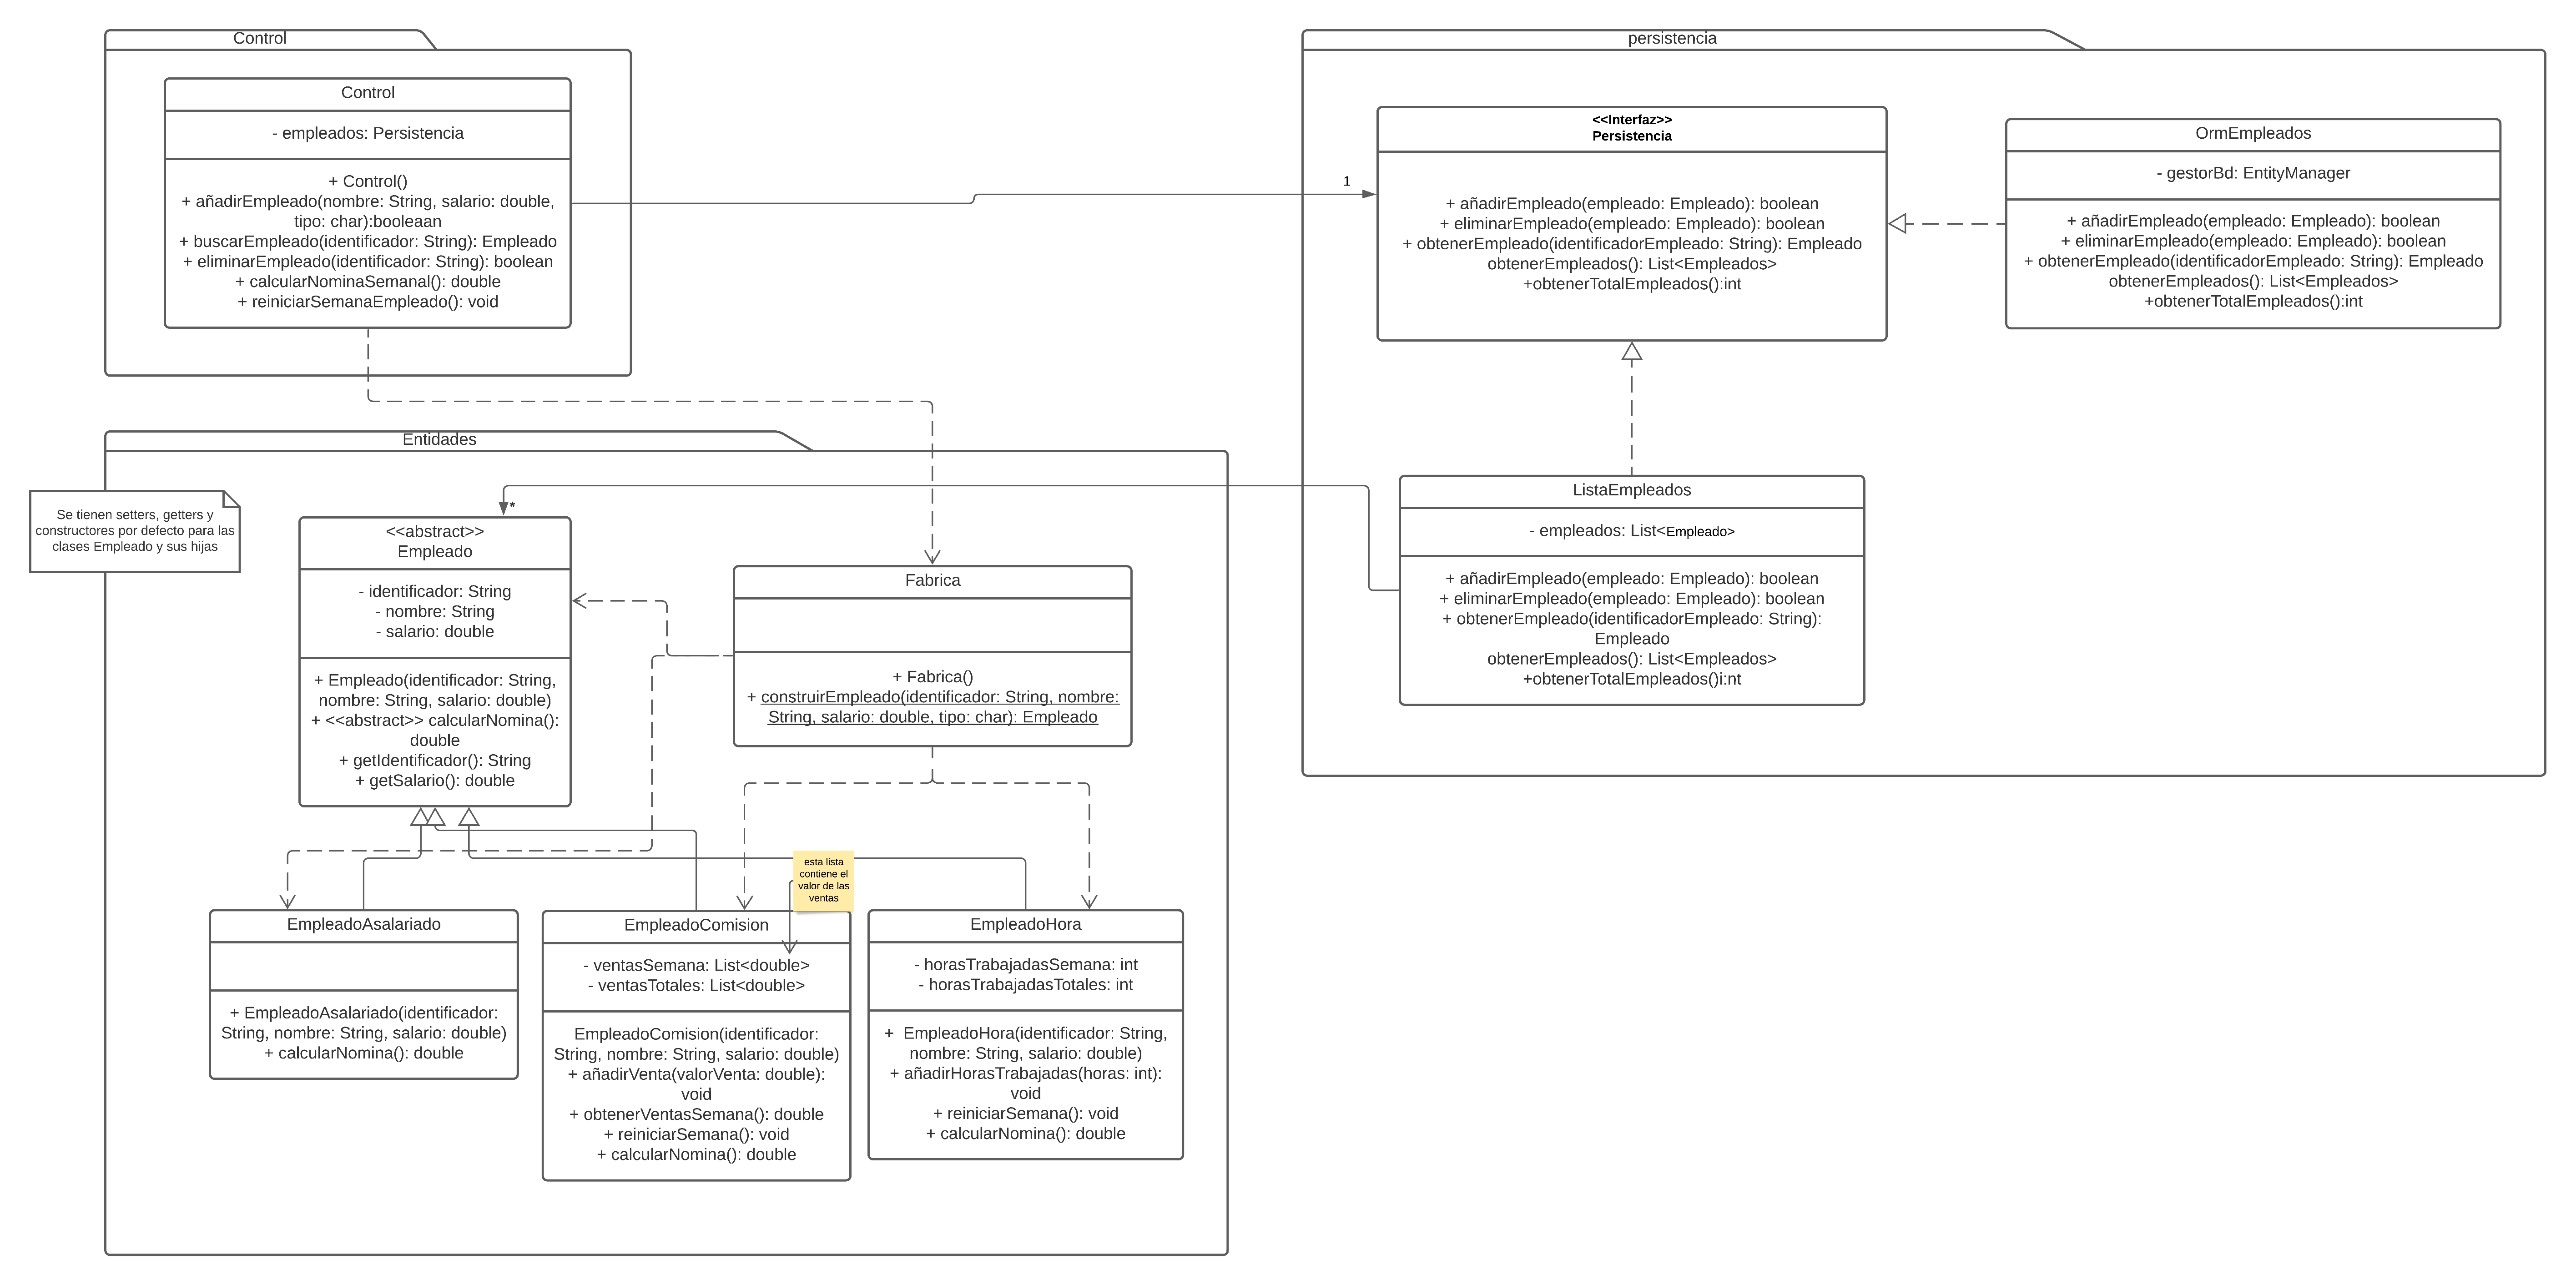 Control
Control
- empleados: Persistencia
+ Control()
+ añadirEmpleado(nombre: String, salario: double,
tipo: char):booleaan
+ buscarEmpleado(identificador: String): Empleado
+ eliminarEmpleado(identificador: String): boolean
+ calcularNominaSemanal(): double
+ reiniciarSemanaEmpleado(): void
persistencia
1
<<Interfaz>>
Persistencia
+ añadirEmpleado(empleado: Empleado): boolean
+ eliminarEmpleado(empleado: Empleado): boolean
+ obtenerEmpleado(identificadorEmpleado: String): Empleado
obtenerEmpleados(): List<Empleados>
+obtenerTotalEmpleados():int
OrmEmpleados
- gestorBd: EntityManager
+ añadirEmpleado(empleado: Empleado): boolean
+ eliminarEmpleado(empleado: Empleado): boolean
+ obtenerEmpleado(identificadorEmpleado: String): Empleado
obtenerEmpleados(): List<Empleados>
+obtenerTotalEmpleados():int
ListaEmpleados
- empleados: List<Empleado>
+ añadirEmpleado(empleado: Empleado): boolean
+ eliminarEmpleado(empleado: Empleado): boolean
+ obtenerEmpleado(identificadorEmpleado: String):
Empleado
obtenerEmpleados(): List<Empleados>
+obtenerTotalEmpleados()i:nt
Entidades
Se tienen setters, getters y
constructores por defecto para las
clases Empleado y sus hijas
*
<<abstract>>
Empleado
- identificador: String
- nombre: String
- salario: double
+ Empleado(identificador: String,
nombre: String, salario: double)
+ <<abstract>> calcularNomina():
double
+ getIdentificador(): String
+ getSalario(): double
Fabrica
+ Fabrica()
+ construirEmpleado(identificador: String, nombre:
String, salario: double, tipo: char): Empleado
esta lista
contiene el
valor de las
ventas
EmpleadoAsalariado
+ EmpleadoAsalariado(identificador:
String, nombre: String, salario: double)
+ calcularNomina(): double
EmpleadoComision
- ventasSemana: List<double>
- ventasTotales: List<double>
EmpleadoComision(identificador:
String, nombre: String, salario: double)
+ añadirVenta(valorVenta: double):
void
+ obtenerVentasSemana(): double
+ reiniciarSemana(): void
+ calcularNomina(): double
EmpleadoHora
- horasTrabajadasSemana: int
- horasTrabajadasTotales: int
+ EmpleadoHora(identificador: String,
nombre: String, salario: double)
+ añadirHorasTrabajadas(horas: int):
void
+ reiniciarSemana(): void
+ calcularNomina(): double